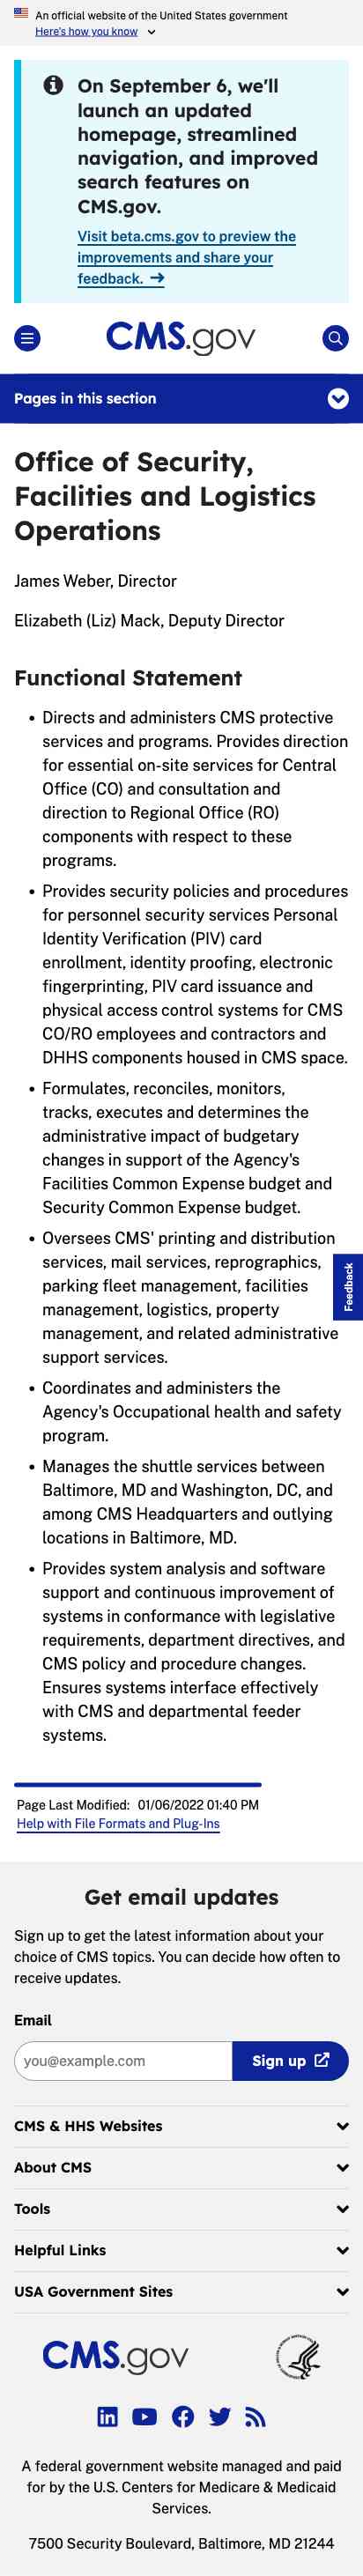 An official website of the United States government
Here's how you know
On September 6, we'll
launch an updated
homepage, streamlined
navigation, and improved
search features on
CMS.gov.
Visit beta.cms.gov to preview the
improvements and share your
feedback.
CMS.gov
Pages in this section
Office of Security,
Facilities and Logistics
Operations
James Weber, Director
Elizabeth (Liz) Mack, Deputy Director
Functional Statement
• Directs and administers CMS protective
services and programs. Provides direction
for essential on-site services for Central
Office (CO) and consultation and
direction to Regional Office (RO)
components with respect to these
programs.
• Provides security policies and procedures
for personnel security services Personal
Identity Verification (PIV) card
enrollment, identity proofing, electronic
fingerprinting, PIV card issuance and
physical access control systems for CMS
CO/RO employees and contractors and
DHHS components housed in CMS space.
• Formulates, reconciles, monitors,
tracks, executes and determines the
administrative impact of budgetary
changes in support of the Agency's
Facilities Common Expense budget and
Security Common Expense budget.
• Oversees CMS' printing and distribution
services, mail services, reprographics,
parking fleet management, facilities
management, logistics, property
management, and related administrative
support services.
Feedback
• Coordinates and administers the
Agency's Occupational health and safety
program.
• Manages the shuttle services between
Baltimore, MD and Washington, DC, and
among CMS Headquarters and outlying
locations in Baltimore, MD.
• Provides system analysis and software
support and continuous improvement of
systems in conformance with legislative
requirements, department directives, and
CMS policy and procedure changes.
Ensures systems interface effectively
with CMS and departmental feeder
systems.
Page Last Modified: 01/06/2022 01:40 PM
Help with File Formats and Plug-Ins
Get email updates
Sign up to get the latest information about your
choice of CMS topics. You can decide how often to
receive updates.
Email
you@example.com
Sign up
CMS & HHS Websites
About CMS
Tools
Helpful Links
USA Government Sites
CMS.gov
A federal government website managed and paid
for by the U.S. Centers for Medicare & Medicaid
Services.
7500 Security Boulevard, Baltimore, MD 21244